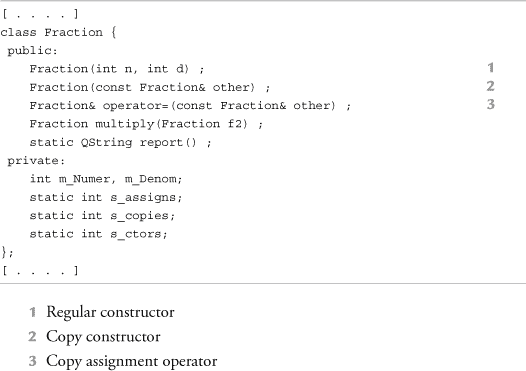 [ . . . . ]
class Fraction {
 public:
    Fraction(int n, int d) ; 1
    Fraction(const Fraction& other) ; 2
    Fraction& operator=(const Fraction& other) ; 3
    Fraction multiply(Fraction f2) ;
    static QString report() ;
 private:
    int m_Numer, m_Denom;
    static int s_assigns;
    static int s_copies;
    static int s_ctors;
};
[ . . . . ]
1 Regular constructor
2 Copy constructor
3 Copy assignment operator